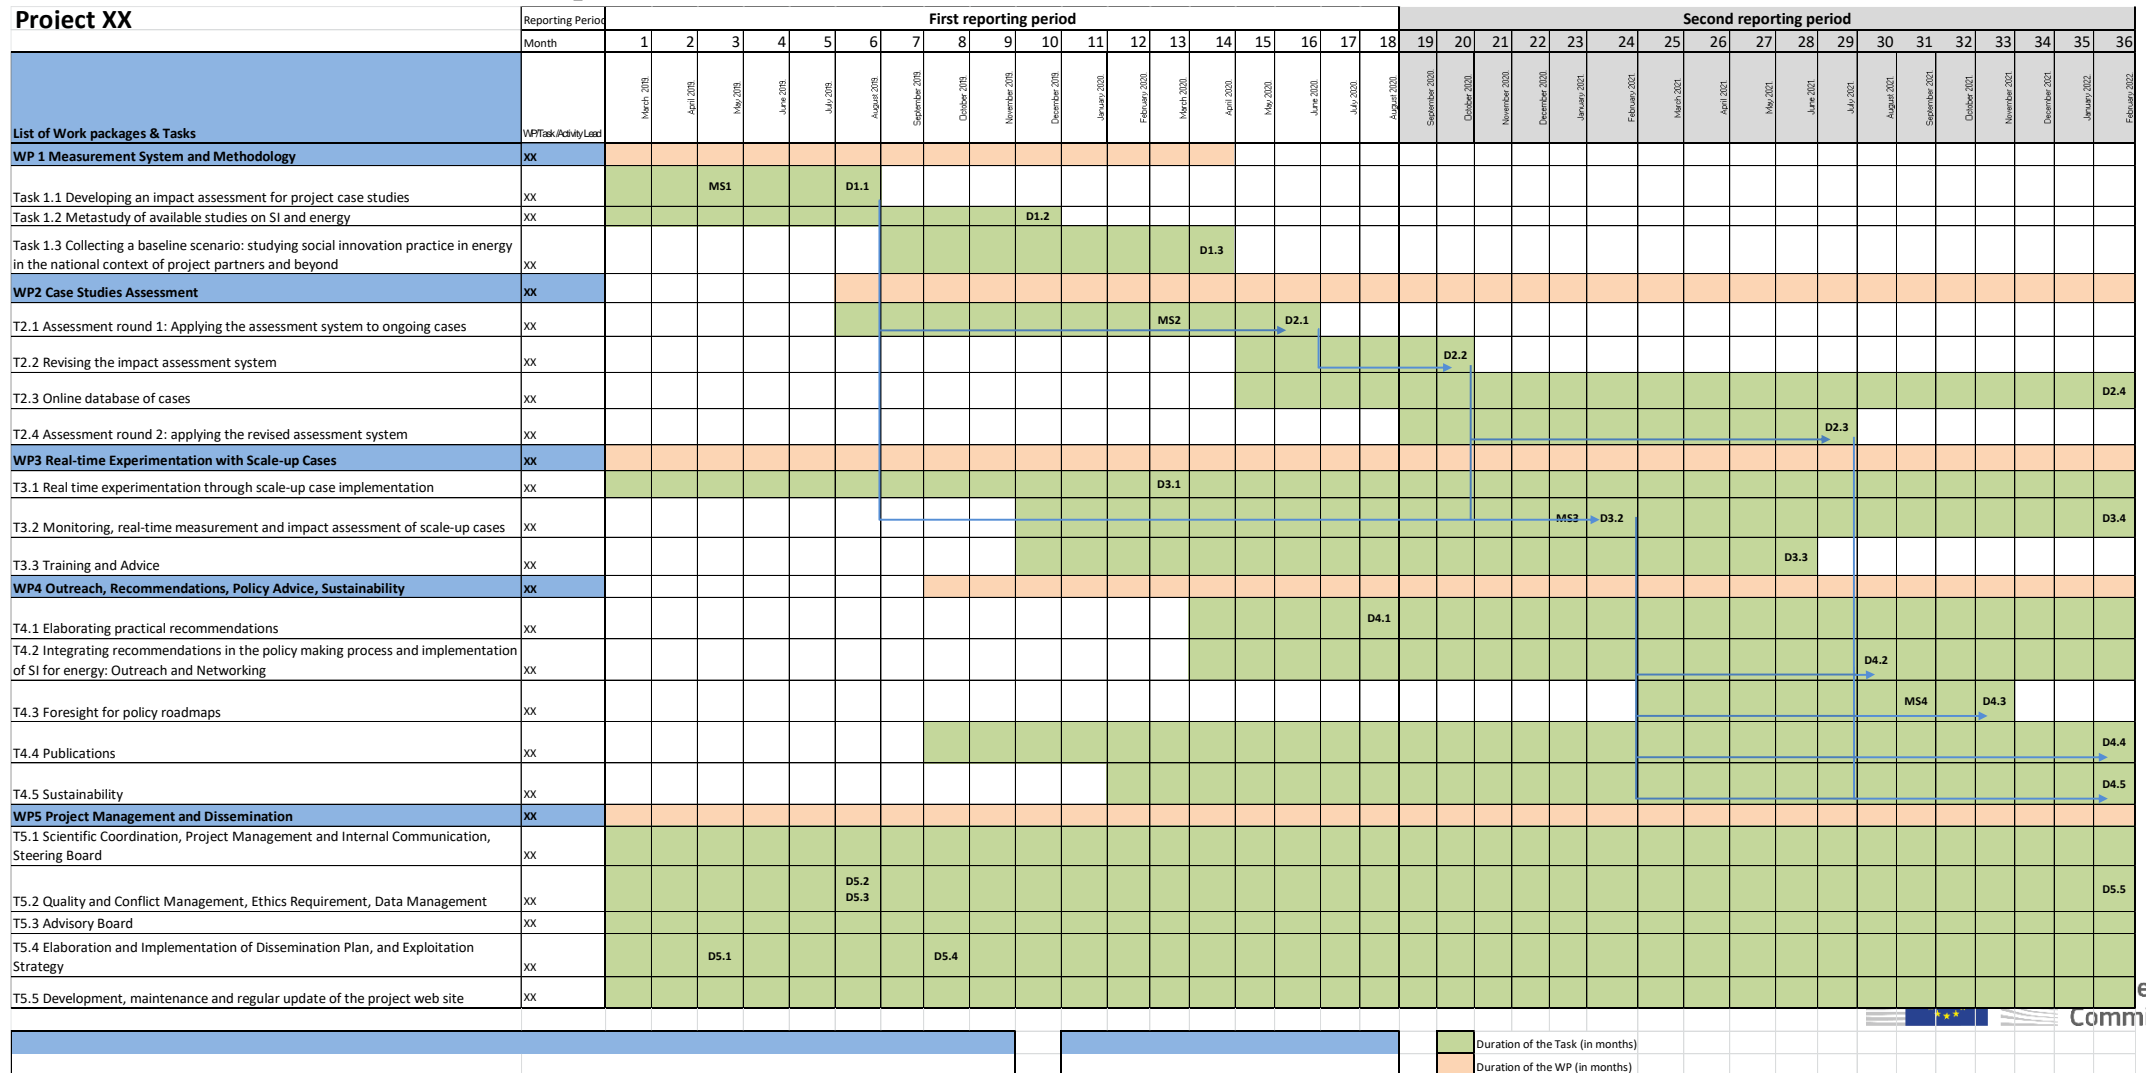 Project XX
Reporting Period
First reporting period
Second reporting period
Month
1 2 3 4 5 6 7 8 9 10 11 12 13 14 15 16 17 18 19 20 21 22 23 24 25 26 27 28 29 30 31 32 33 34 35 36
List of Work packages & Tasks
WP/Task/Activity Lead
March 2019.
April 2019.
May 2019.
June 2019.
July 2019.
August 2019.
September 2019.
October 2019.
November 2019.
December 2019.
January 2020.
February 2020.
March 2020.
April 2020.
May 2020.
June 2020.
July 2020.
August 2020.
September 2020.
October 2020.
November 2020.
December 2020.
January 2021.
February 2021.
March 2021
April 2021
May 2021
June 2021
July 2021
August 2021
September 2021
October 2021
November 2021
December 2021
January 2022
February 2022
WP 1 Measurement System and Methodology XX
Task 1.1 Developing an impact assessment for project case studies XX MS1 D1.1
Task 1.2 Metastudy of available studies on SI and energy XX D1.2
Task 1.3 Collecting a baseline scenario: studying social innovation practice in energy
in the national context of project partners and beyond XX D1.3
WP2 Case Studies Assessment XX
T2.1 Assessment round 1: Applying the assessment system to ongoing cases XX MS2 D2.1
T2.2 Revising the impact assessment system XX D2.2
T2.3 Online database of cases XX D2.4
T2.4 Assessment round 2: applying the revised assessment system XX D2.3
WP3 Real-time Experimentation with Scale-up Cases XX
T3.1 Real time experimentation through scale-up case implementation XX D3.1
T3.2 Monitoring, real-time measurement and impact assessment of scale-up cases XX MS3 D3.2 D3.4
T3.3 Training and Advice XX D3.3
WP4 Outreach, Recommendations, Policy Advice, Sustainability XX
T4.1 Elaborating practical recommendations XX D4.1
T4.2 Integrating recommendations in the policy making process and implementation
of SI for energy: Outreach and Networking XX D4.2
T4.3 Foresight for policy roadmaps XX MS4 D4.3
T4.4 Publications XX D4.4
T4.5 Sustainability XX D4.5
WP5 Project Management and Dissemination XX
T5.1 Scientific Coordination, Project Management and Internal Communication,
Steering Board XX
D5.2
T5.2 Quality and Conflict Management, Ethics Requirement, Data Management XX D5.3 D5.5
T5.3 Advisory Board XX
T5.4 Elaboration and Implementation of Dissemination Plan, and Exploitation
Strategy XX D5.1 D5.4
T5.5 Development, maintenance and regular update of the project web site XX
Duration of the Task (in months)
Duration of the WP (in months)